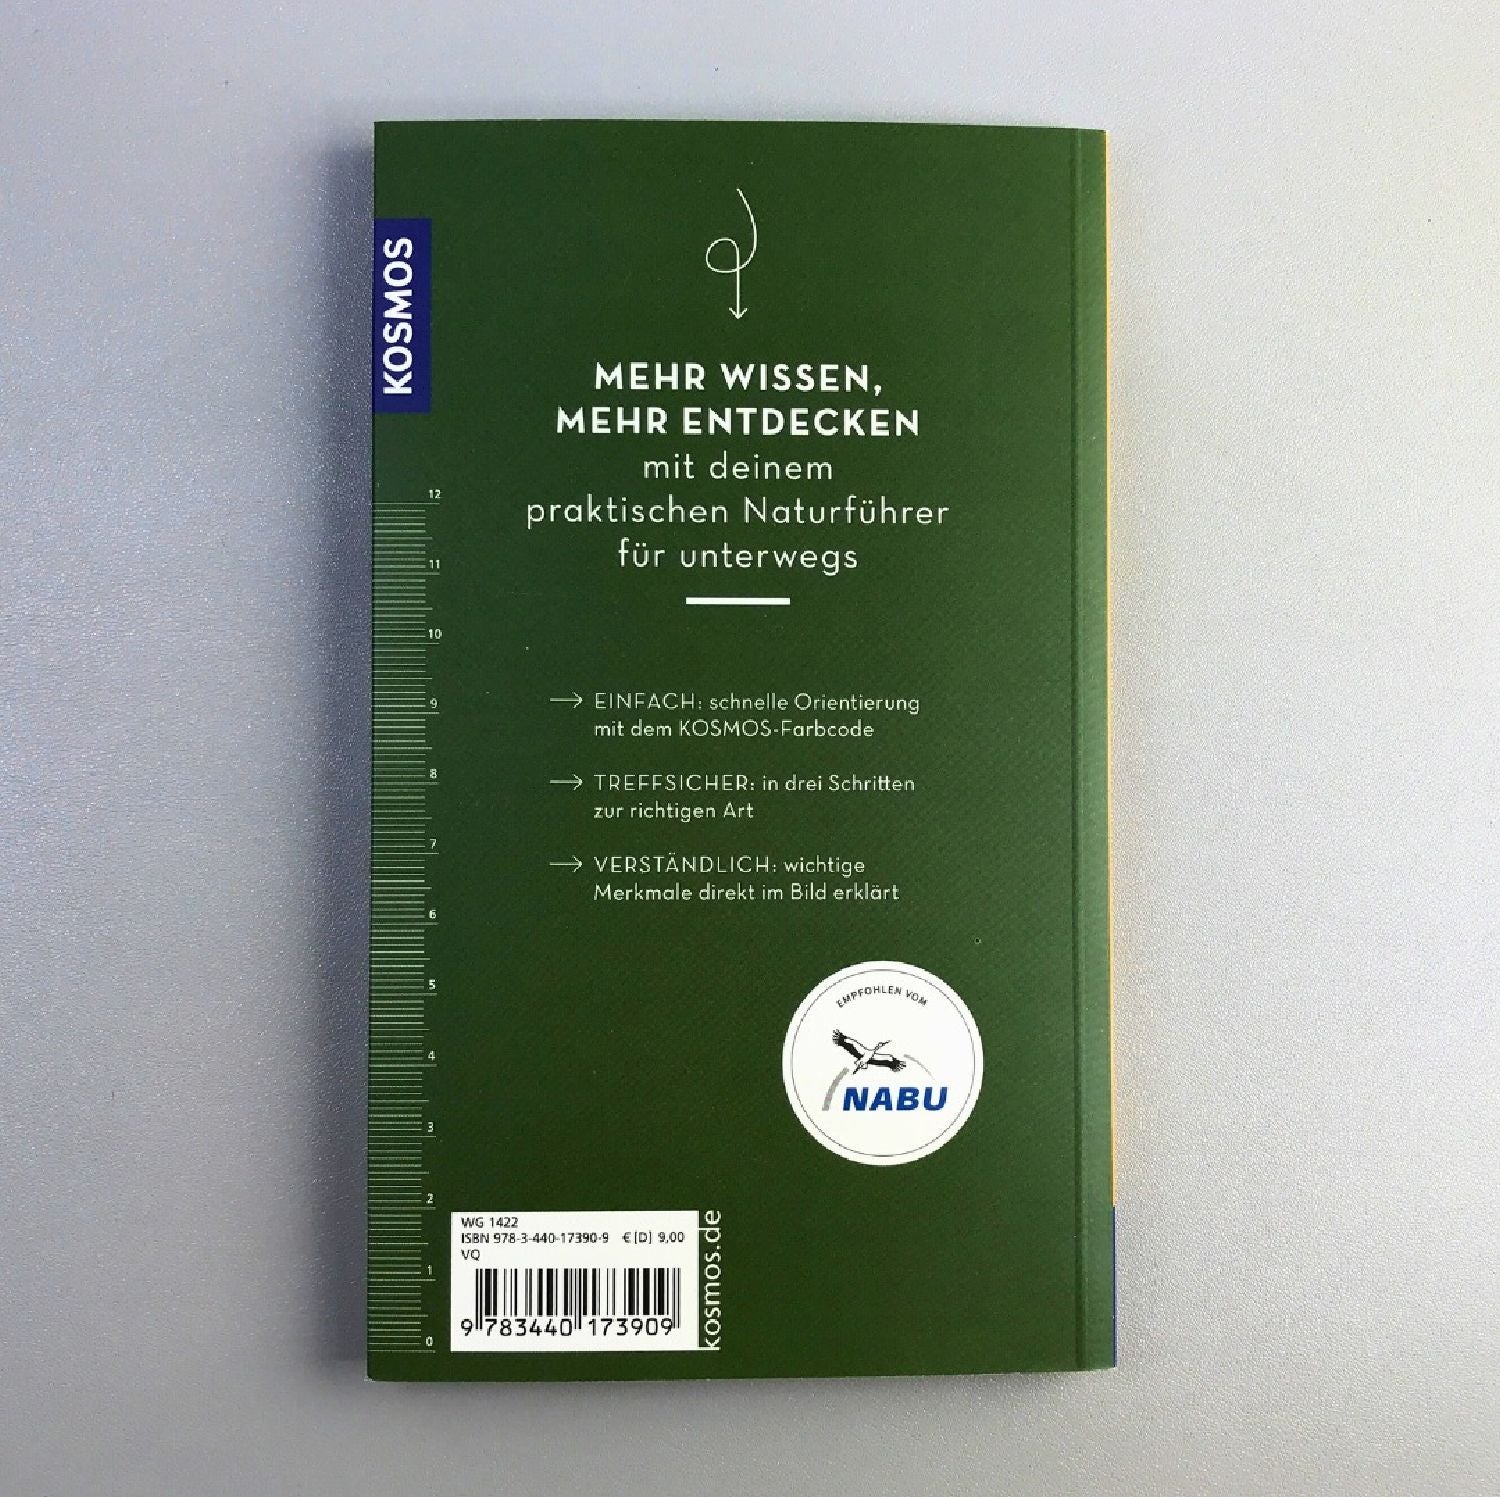 KOSMOS
MEHR WISSEN,
MEHR ENTDECKEN
mit deinem
praktischen Naturführer
für unterwegs
→ EINFACH: schnelle Orientierung
mit dem KOSMOS-Farbcode
→ TREFFSICHER: in drei Schritten
zur richtigen Art
→ VERSTÄNDLICH: wichtige
Merkmale direkt im Bild erklärt
12
11
10
9
8
7
6
5
4
3
2
1
0
EMPFOHLEN VOM
NABU
WG 1422
ISBN 978-3-440-17390-9 € [D] 9,00
VQ
9 783440 173909
kosmos.de